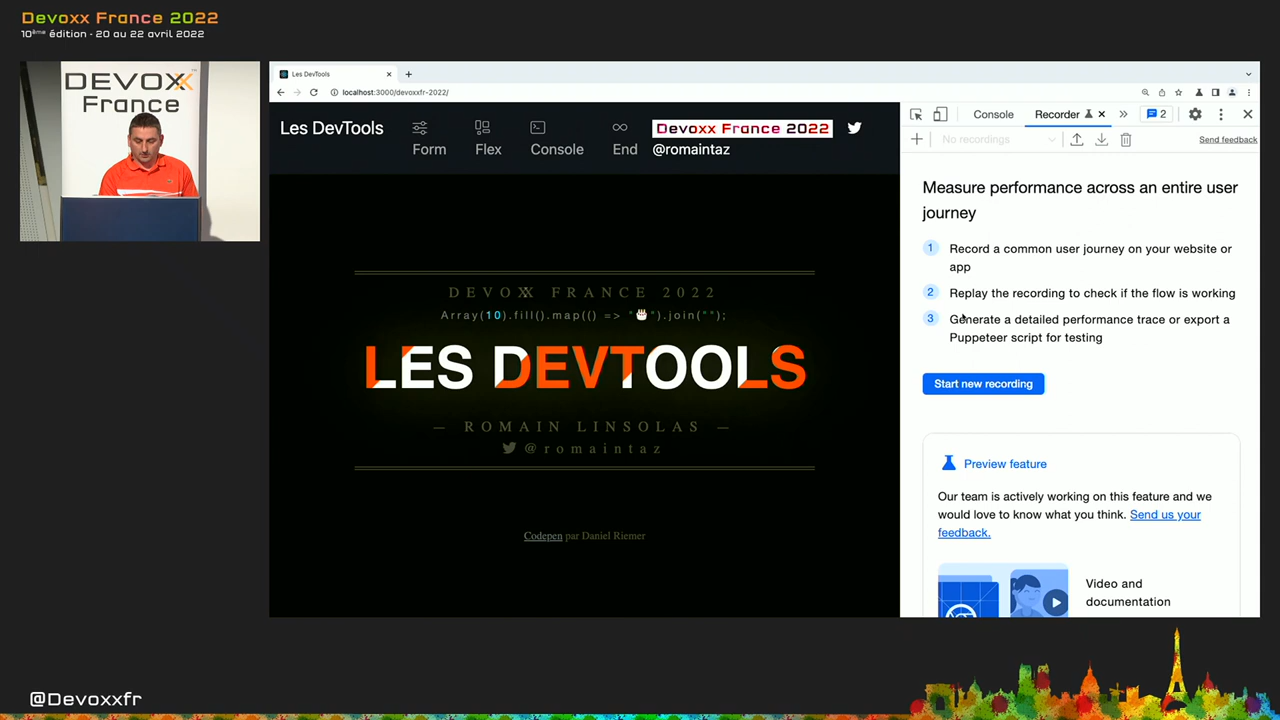 Devoxx France 2022
10ème édition - 20 au 22 avril 2022
DEVOXX™
France
Les DevTools
localhost:3000/devoxxfr-2022/
Les DevTools
Form
Flex
Console
End
Devoxx France 2022
@romaintaz
DEVOXX FRANCE 2022
Array(10).fill().map(() => "🎂").join("");
LES DEVTOOLS
— ROMAIN LINSOLAS —
@romaintaz
Codepen par Daniel Riemer
Console
Recorder
2
No recordings
Send feedback
Measure performance across an entire user
journey
1 Record a common user journey on your website or
app
2 Replay the recording to check if the flow is working
3 Generate a detailed performance trace or export a
Puppeteer script for testing
Start new recording
Preview feature
Our team is actively working on this feature and we
would love to know what you think. Send us your
feedback.
Video and
documentation
@Devoxxfr